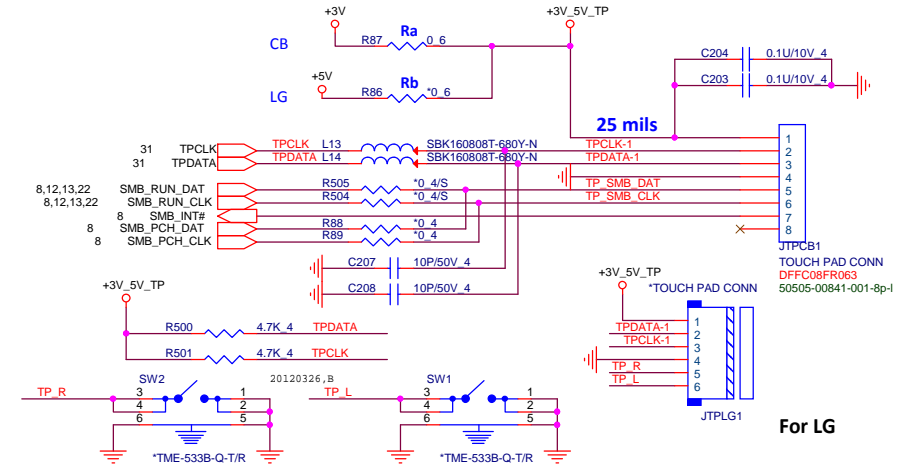 +3V
+3V_5V_TP
CB
R87
Ra
0_6
C204
0.1U/10V_4
+5V
C203
0.1U/10V_4
LG
R86
Rb
*0_6
25 mils
31
TPCLK
TPCLK
L13
SBK160808T-680Y-N
TPCLK-1
1
31
TPDATA
TPDATA
L14
SBK160808T-680Y-N
TPDATA-1
2
3
4
8,12,13,22
SMB_RUN_DAT
R505
*0_4/S
TP_SMB_DAT
5
8,12,13,22
SMB_RUN_CLK
R504
*0_4/S
TP_SMB_CLK
6
8
SMB_INT#
7
8
SMB_PCH_DAT
R88
*0_4
8
8
SMB_PCH_CLK
R89
*0_4
JTPCB1
TOUCH PAD CONN
DFFC08FR063
50505-00841-001-8p-l
C207
10P/50V_4
C208
10P/50V_4
+3V_5V_TP
*TOUCH PAD CONN
+3V_5V_TP
R500
4.7K_4
TPDATA
R501
4.7K_4
TPCLK
1
TPDATA-1
2
TPCLK-1
3
4
TP_R
5
TP_L
6
JTPLG1
For LG
20120326,B
TP_R
SW2
3
4
6
1
2
5
*TME-533B-Q-T/R
TP_L
SW1
3
4
6
1
2
5
*TME-533B-Q-T/R